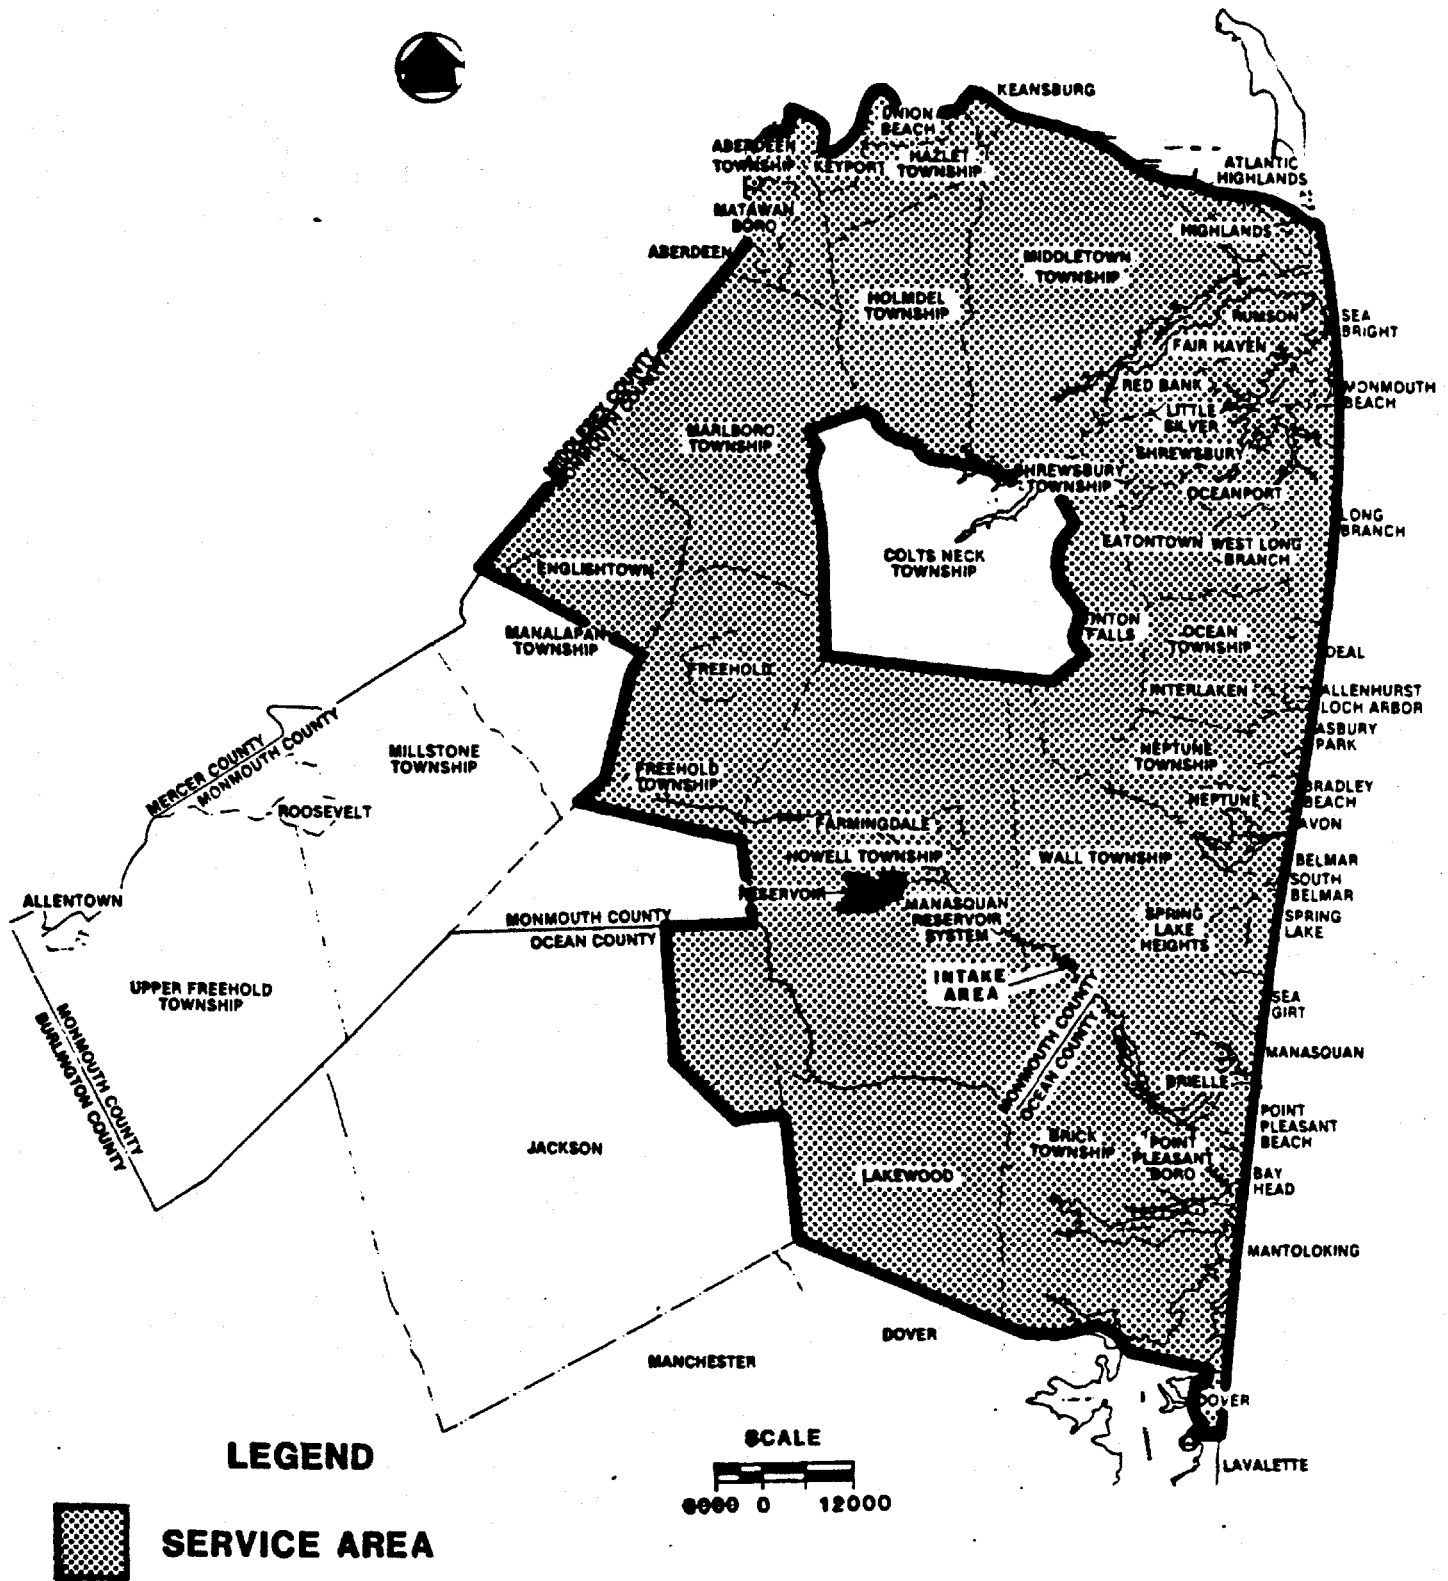 KEANSBURG
UNION
BEACH
ABERDEEN
TOWNSHIP
KEYPORT
HAZLET
TOWNSHIP
ATLANTIC
HIGHLANDS
MATAWAN
BORO
HIGHLANDS
ABERDEEN
MIDDLETOWN
TOWNSHIP
HOLMDEL
TOWNSHIP
RUMSON
SEA
BRIGHT
FAIR HAVEN
MIDDLESEX COUNTY
MONMOUTH COUNTY
RED BANK
MONMOUTH
BEACH
LITTLE
SILVER
MARLBORO
TOWNSHIP
SHREWSBURY
SHREWSBURY
TOWNSHIP
OCEANPORT
LONG
BRANCH
COLTS NECK
TOWNSHIP
EATONTOWN
WEST LONG
BRANCH
ENGLISHTOWN
MANALAPAN
TOWNSHIP
TINTON
FALLS
OCEAN
TOWNSHIP
DEAL
FREEHOLD
INTERLAKEN
ALLENHURST
LOCH ARBOR
MERCER COUNTY
MONMOUTH COUNTY
MILLSTONE
TOWNSHIP
NEPTUNE
TOWNSHIP
ASBURY
PARK
FREEHOLD
TOWNSHIP
ROOSEVELT
NEPTUNE
BRADLEY
BEACH
FARMINGDALE
AVON
HOWELL TOWNSHIP
WALL TOWNSHIP
BELMAR
SOUTH
BELMAR
RESERVOIR
MANASQUAN
RESERVOIR
SYSTEM
ALLENTOWN
MONMOUTH COUNTY
OCEAN COUNTY
SPRING
LAKE
HEIGHTS
SPRING
LAKE
INTAKE
AREA
UPPER FREEHOLD
TOWNSHIP
SEA
GIRT
MONMOUTH COUNTY
BURLINGTON COUNTY
MONMOUTH COUNTY
OCEAN COUNTY
MANASQUAN
BRIELLE
POINT
PLEASANT
BEACH
JACKSON
BRICK
TOWNSHIP
POINT
PLEASANT
BORO
LAKEWOOD
BAY
HEAD
MANTOLOKING
DOVER
MANCHESTER
DOVER
LAVALETTE
SCALE
6000 0 12000
LEGEND
SERVICE AREA